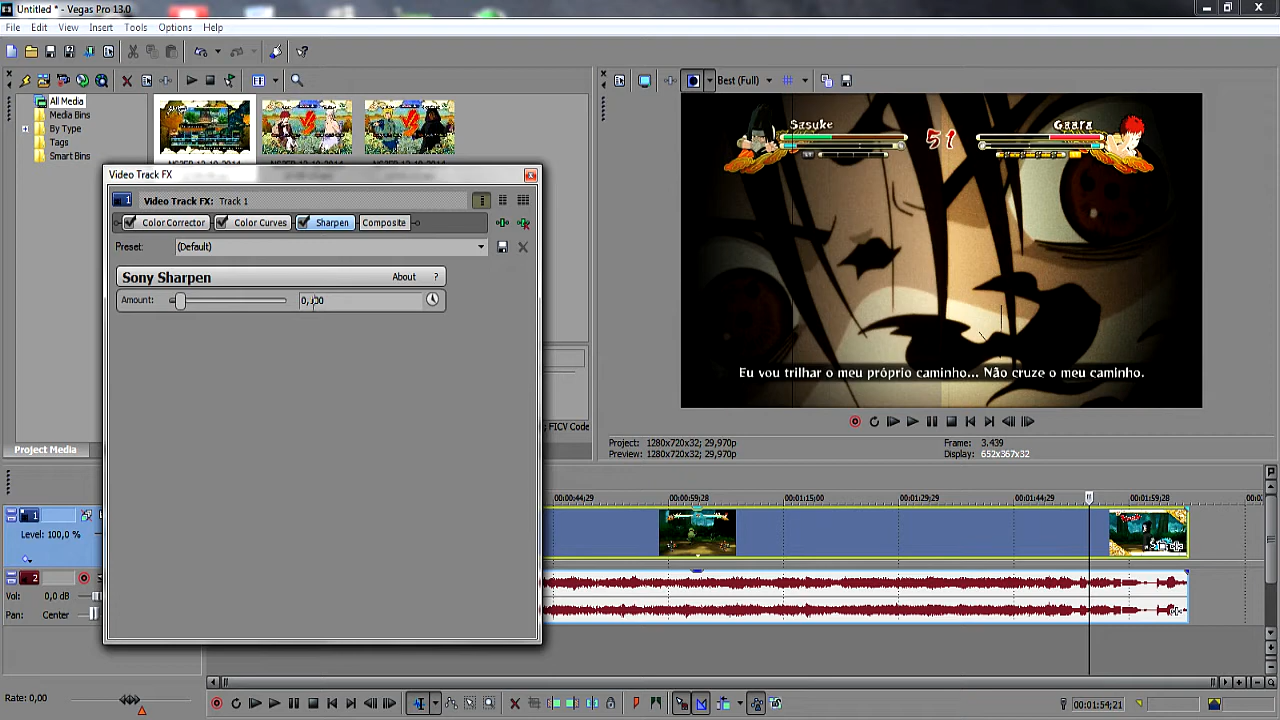 Untitled * - Vegas Pro 13.0
File Edit View Insert Tools Options Help
Best (Full)
All Media
Media Bins
By Type
Tags
Smart Bins
Video Track FX
Video Track FX: Track 1
Color Corrector Color Curves Sharpen Composite
Preset: (Default)
Sony Sharpen About ?
Amount:
Sasuke
51
Gaara
Eu vou trilhar o meu próprio caminho... Não cruze o meu caminho.
; FICV Code
Project Media
Project: 1280x720x32; 29,970p
Preview: 1280x720x32; 29,970p
Frame: 3.439
Display: 652x367x32
00:00:44;29 00:00:59;28 00:01:15;00 00:01:29;29 00:01:44;29 00:01:59;28
1
Level: 100,0 %
2
Vol: 0,0 dB
Pan: Center
Rate: 0,00
00:01:54;21